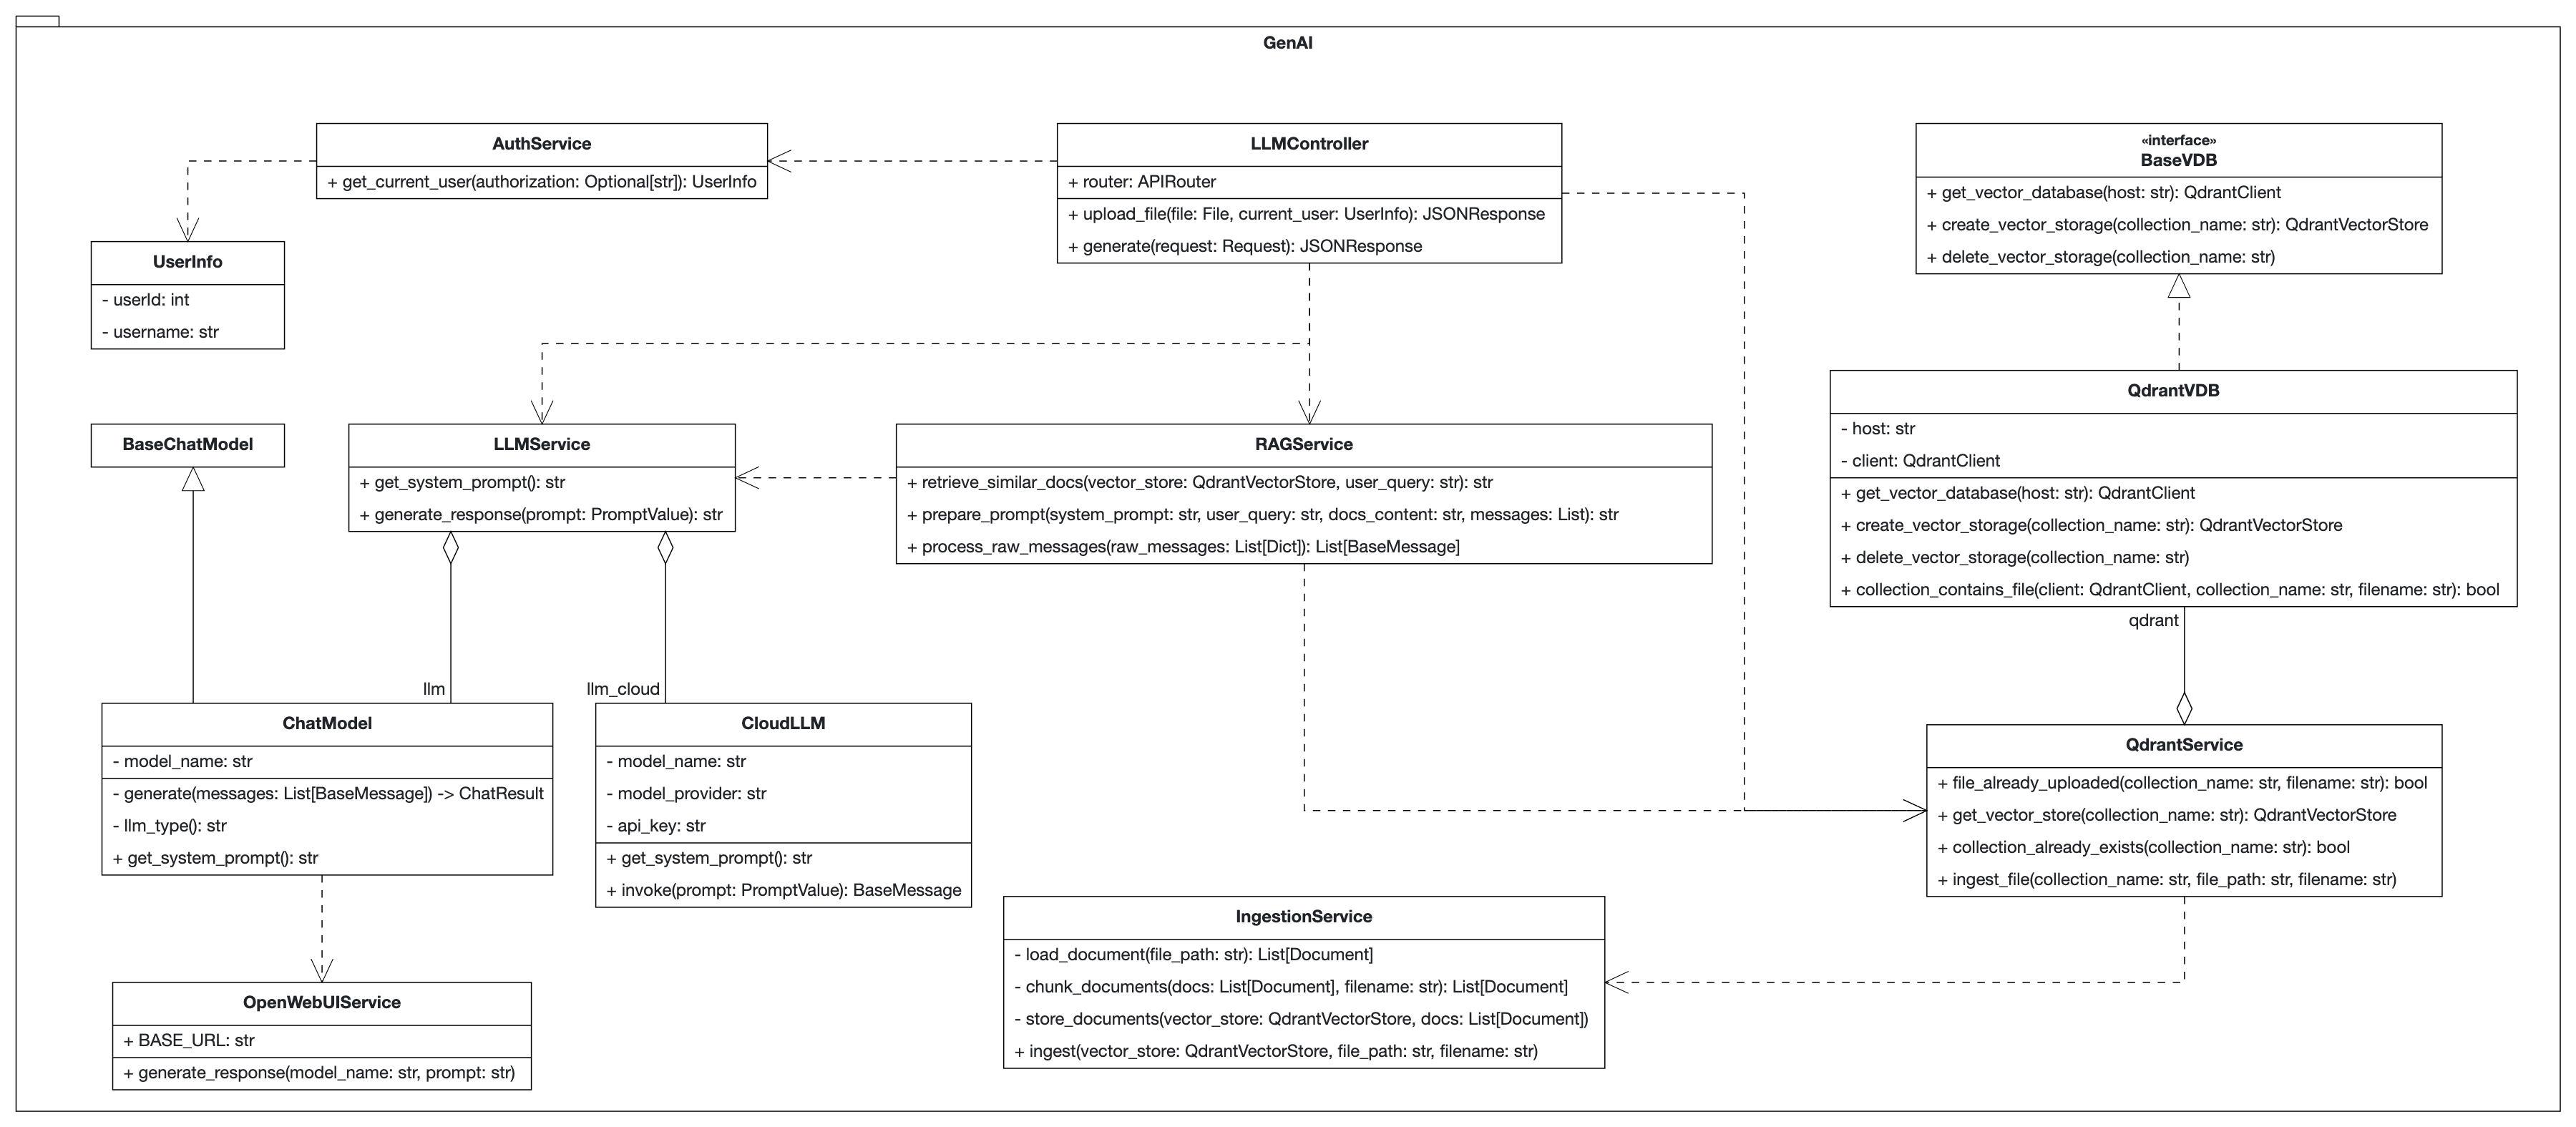 GenAI
AuthService
+ get_current_user(authorization: Optional[str]): UserInfo
LLMController
+ router: APIRouter
+ upload_file(file: File, current_user: UserInfo): JSONResponse
+ generate(request: Request): JSONResponse
«interface»
BaseVDB
+ get_vector_database(host: str): QdrantClient
+ create_vector_storage(collection_name: str): QdrantVectorStore
+ delete_vector_storage(collection_name: str)
UserInfo
- userId: int
- username: str
QdrantVDB
- host: str
- client: QdrantClient
+ get_vector_database(host: str): QdrantClient
+ create_vector_storage(collection_name: str): QdrantVectorStore
+ delete_vector_storage(collection_name: str)
+ collection_contains_file(client: QdrantClient, collection_name: str, filename: str): bool
qdrant
BaseChatModel
LLMService
+ get_system_prompt(): str
+ generate_response(prompt: PromptValue): str
RAGService
+ retrieve_similar_docs(vector_store: QdrantVectorStore, user_query: str): str
+ prepare_prompt(system_prompt: str, user_query: str, docs_content: str, messages: List): str
+ process_raw_messages(raw_messages: List[Dict]): List[BaseMessage]
llm
llm_cloud
ChatModel
- model_name: str
- generate(messages: List[BaseMessage]) -> ChatResult
- llm_type(): str
+ get_system_prompt(): str
CloudLLM
- model_name: str
- model_provider: str
- api_key: str
+ get_system_prompt(): str
+ invoke(prompt: PromptValue): BaseMessage
QdrantService
+ file_already_uploaded(collection_name: str, filename: str): bool
+ get_vector_store(collection_name: str): QdrantVectorStore
+ collection_already_exists(collection_name: str): bool
+ ingest_file(collection_name: str, file_path: str, filename: str)
IngestionService
- load_document(file_path: str): List[Document]
- chunk_documents(docs: List[Document], filename: str): List[Document]
- store_documents(vector_store: QdrantVectorStore, docs: List[Document])
+ ingest(vector_store: QdrantVectorStore, file_path: str, filename: str)
OpenWebUIService
+ BASE_URL: str
+ generate_response(model_name: str, prompt: str)